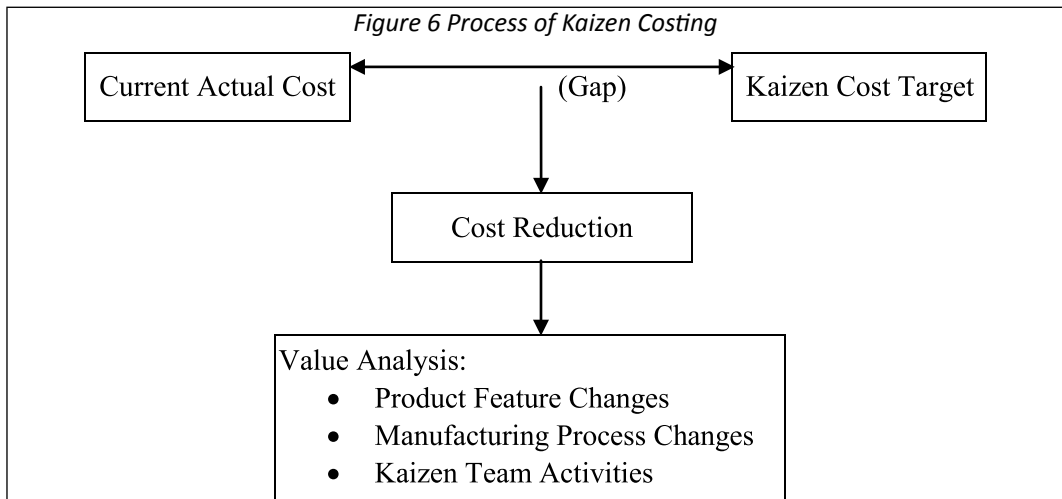 Figure 6 Process of Kaizen Costing
Current Actual Cost
(Gap)
Kaizen Cost Target
Cost Reduction
Value Analysis:
• Product Feature Changes
• Manufacturing Process Changes
• Kaizen Team Activities